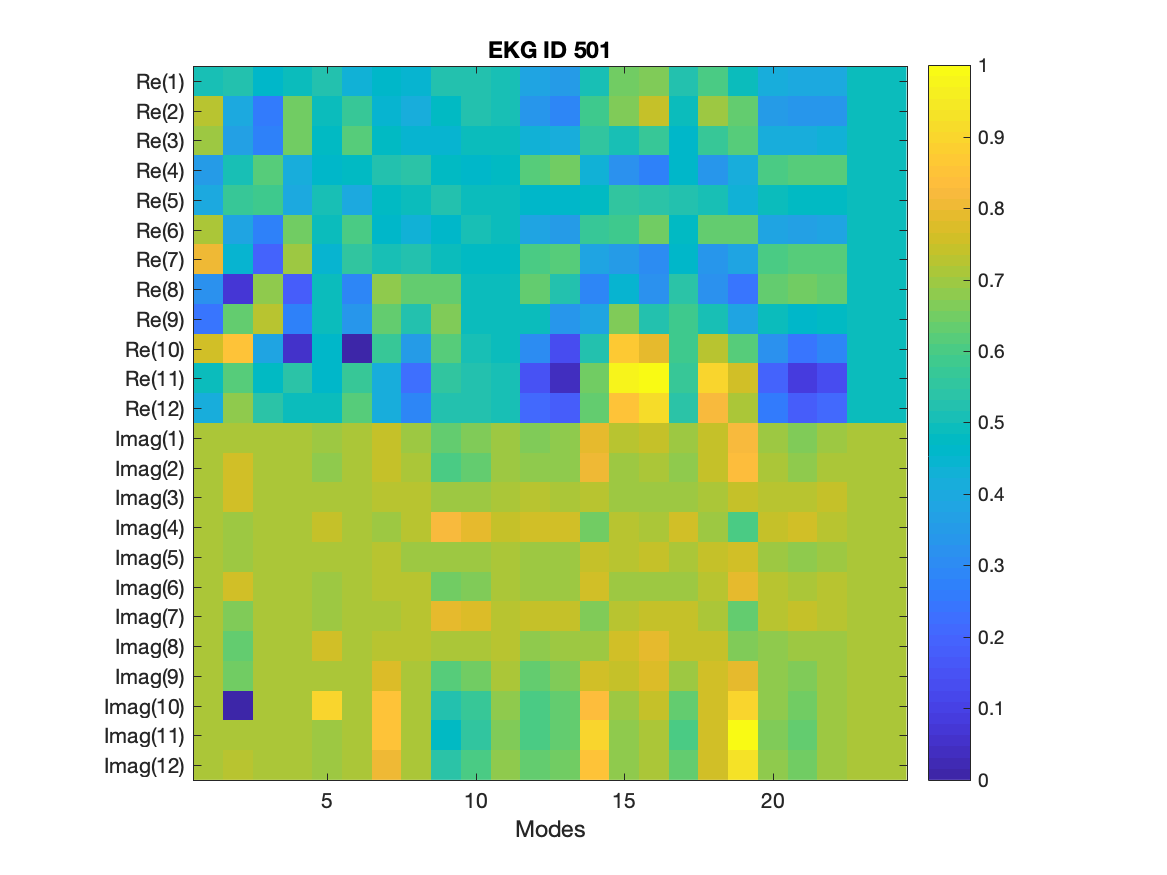 EKG ID 501
Re(1)
Re(2)
Re(3)
Re(4)
Re(5)
Re(6)
Re(7)
Re(8)
Re(9)
Re(10)
Re(11)
Re(12)
Imag(1)
Imag(2)
Imag(3)
Imag(4)
Imag(5)
Imag(6)
Imag(7)
Imag(8)
Imag(9)
Imag(10)
Imag(11)
Imag(12)
5 10 15 20
Modes
1
0.9
0.8
0.7
0.6
0.5
0.4
0.3
0.2
0.1
0